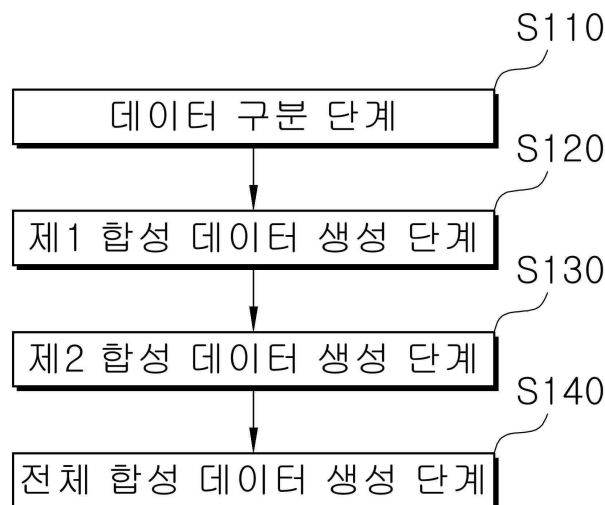 S110
데이터 구분 단계
S120
제1 합성 데이터 생성 단계
S130
제2 합성 데이터 생성 단계
S140
전체 합성 데이터 생성 단계